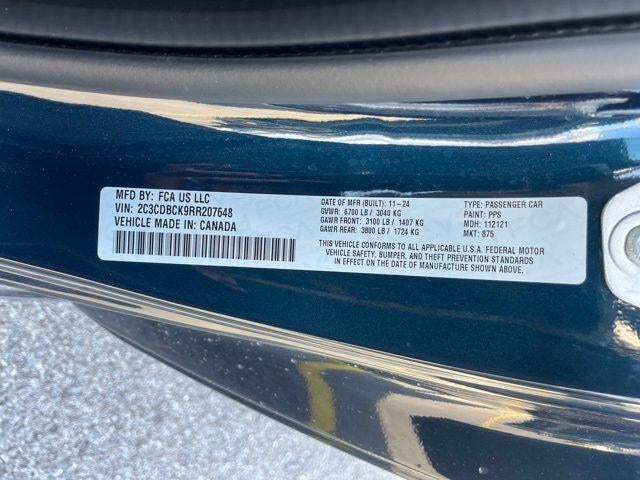 MFD BY: FCA US LLC
VIN: 2C3CDBCK9RR207648
VEHICLE MADE IN: CANADA
DATE OF MFR (BUILT): 11-24
GVWR: 6700 LB / 3040 KG
GAWR FRONT: 3100 LB / 1407 KG
GAWR REAR: 3800 LB / 1724 KG
TYPE: PASSENGER CAR
PAINT: PPS
MDH: 112121
MKT: 875
THIS VEHICLE CONFORMS TO ALL APPLICABLE U.S.A. FEDERAL MOTOR
VEHICLE SAFETY, BUMPER, AND THEFT PREVENTION STANDARDS
IN EFFECT ON THE DATE OF MANUFACTURE SHOWN ABOVE.